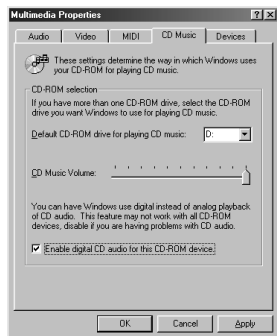 Multimedia Properties
Audio Video MIDI CD Music Devices
These settings determine the way in which Windows uses
your CD-ROM for playing CD music.
CD-ROM selection
If you have more than one CD-ROM drive, select the CD-ROM
drive you want Windows to use for playing CD music.
Default CD-ROM drive for playing CD music: D:
CD Music Volume:
You can have Windows use digital instead of analog playback
of CD audio. This feature may not work with all CD-ROM
devices, disable if you are having problems with CD audio.
Enable digital CD audio for this CD-ROM device.
OK Cancel Apply